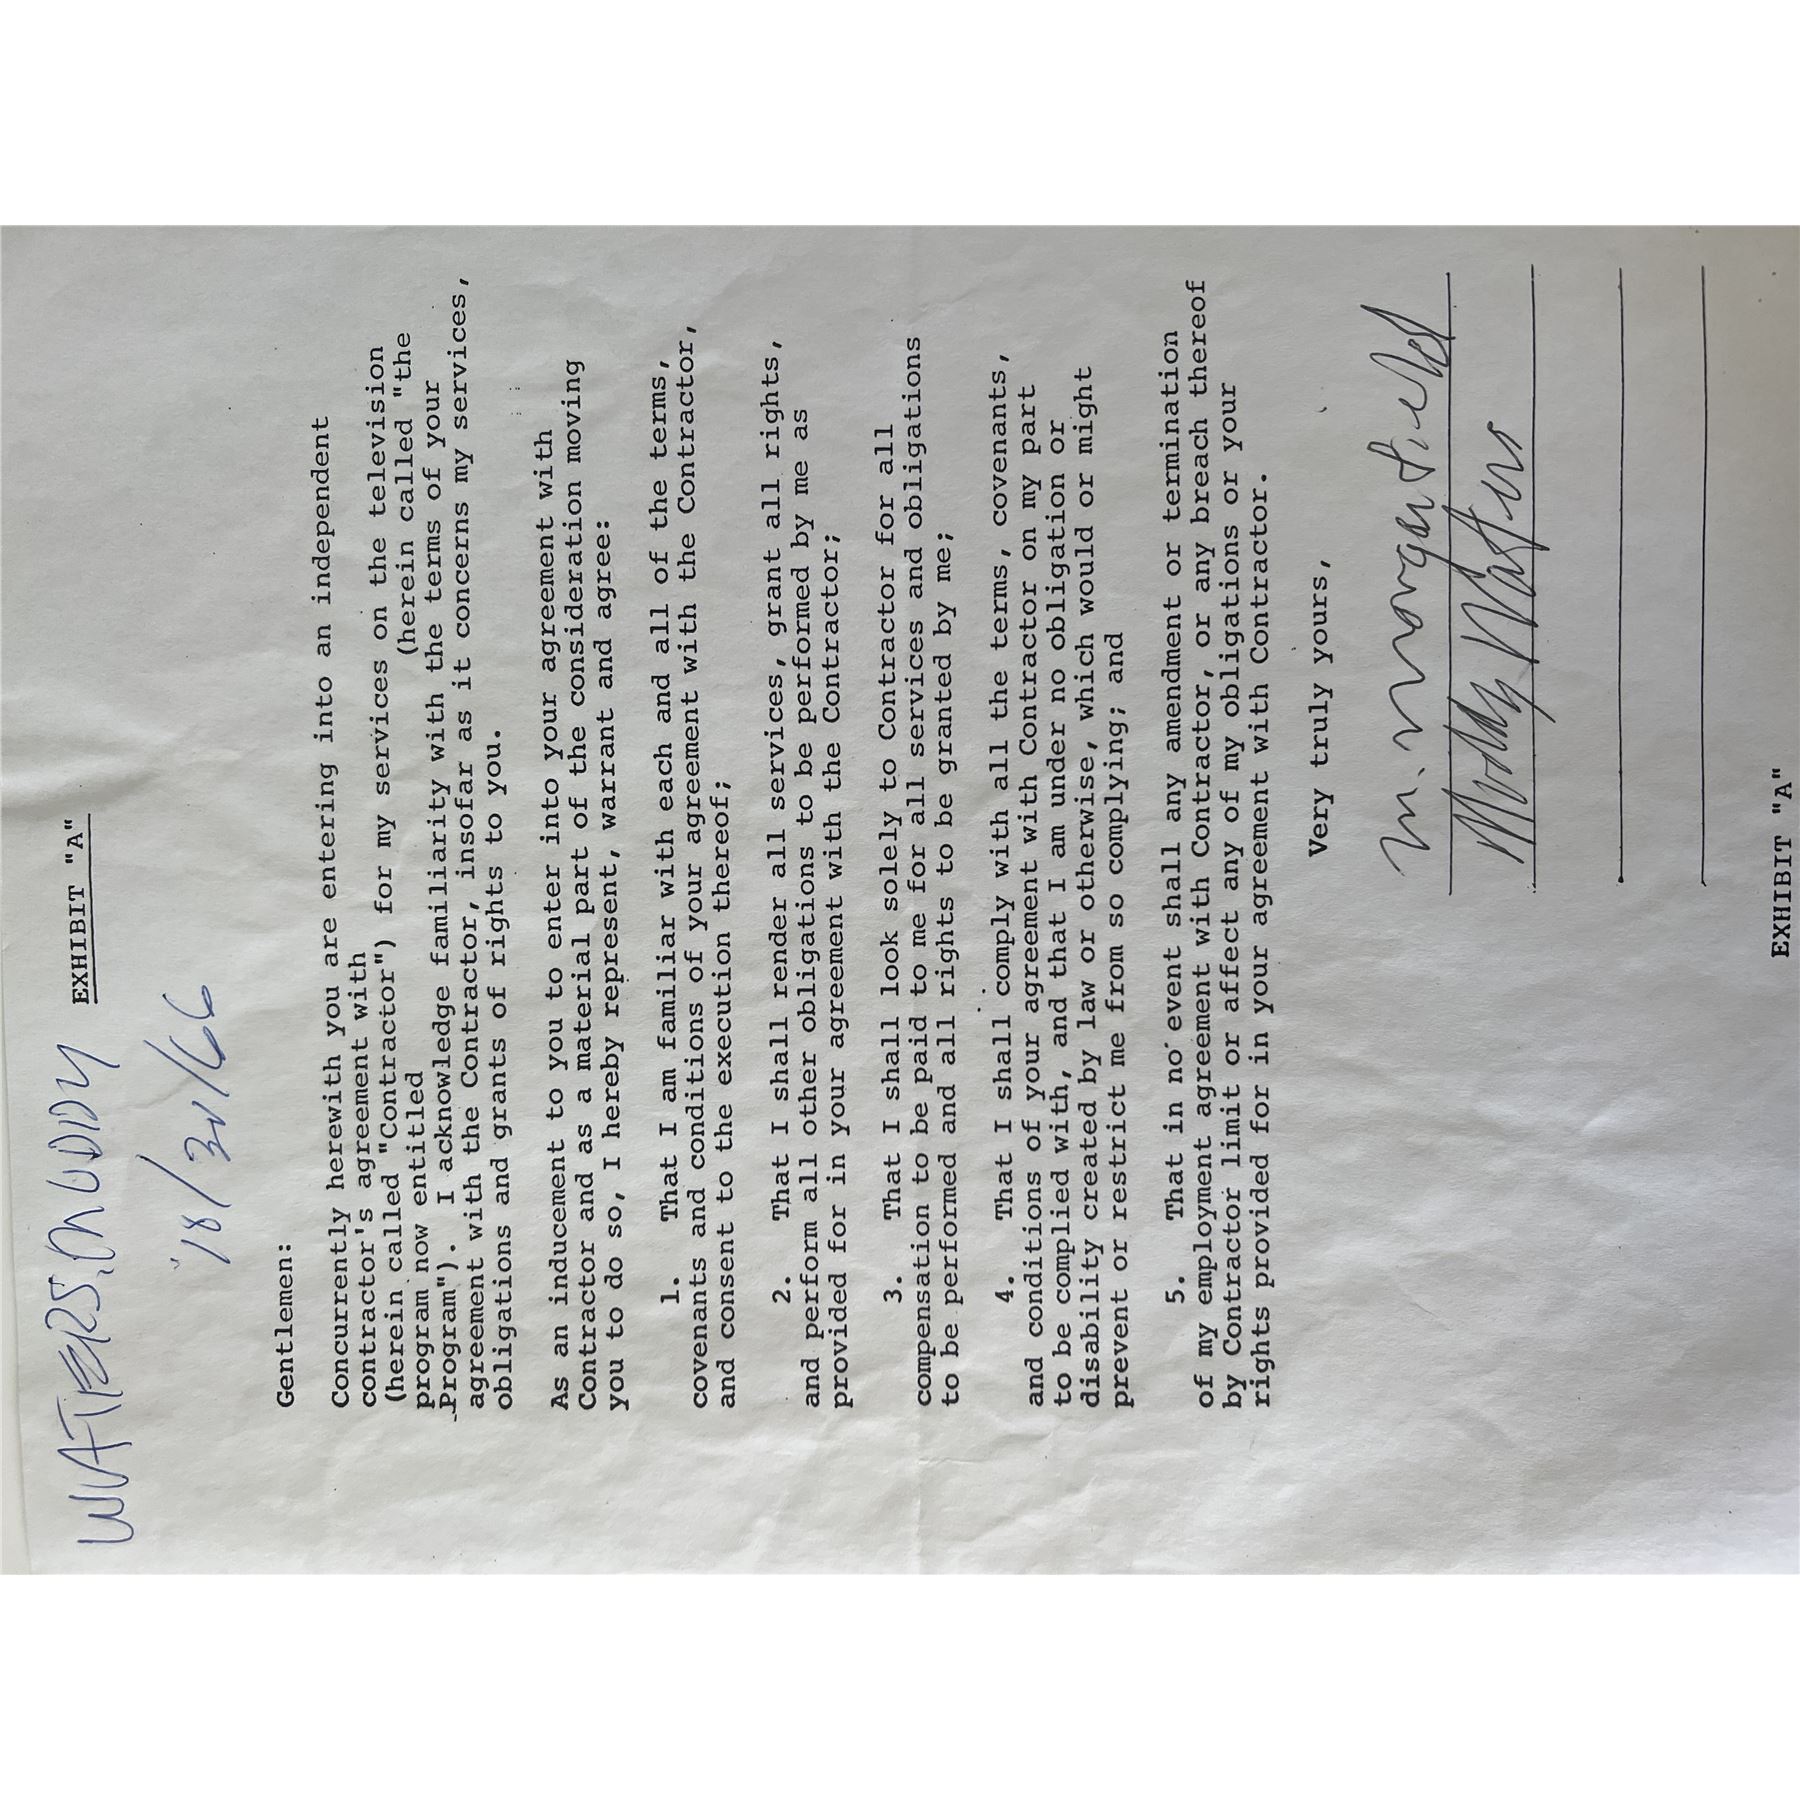 WATERS, MUDDY
EXHIBIT "A"
Gentlemen:
Concurrently herewith you are entering into an independent
contractor's agreement with
(herein called "Contractor") for my services on the television
program now entitled (herein called "the
Program"). I acknowledge familiarity with the terms of your
agreement with the Contractor, insofar as it concerns my services,
obligations and grants of rights to you.
As an inducement to you to enter into your agreement with
Contractor and as a material part of the consideration moving
you to do so, I hereby represent, warrant and agree:
1. That I am familiar with each and all of the terms,
covenants and conditions of your agreement with the Contractor,
and consent to the execution thereof;
2. That I shall render all services, grant all rights,
and perform all other obligations to be performed by me as
provided for in your agreement with the Contractor;
3. That I shall look solely to Contractor for all
compensation to be paid to me for all services and obligations
to be performed and all rights to be granted by me;
4. That I shall comply with all the terms, covenants,
and conditions of your agreement with Contractor on my part
to be complied with, and that I am under no obligation or
disability created by law or otherwise, which would or might
prevent or restrict me from so complying; and
5. That in no event shall any amendment or termination
of my employment agreement with Contractor, or any breach thereof
by Contractor limit or affect any of my obligations or your
rights provided for in your agreement with Contractor.
Very truly yours,
Muddy Waters
EXHIBIT "A"